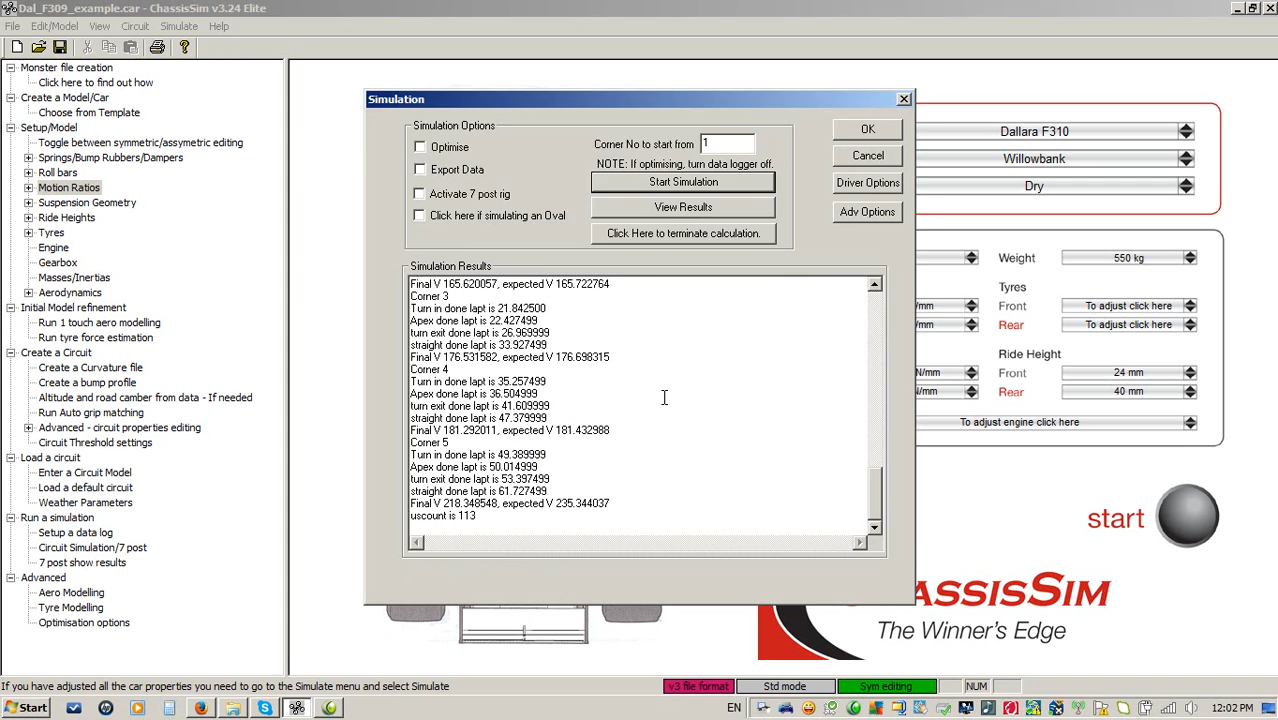 Dal_F309_example.car - ChassisSim v3.24 Elite
File Edit/Model View Circuit Simulate Help
Monster file creation
Click here to find out how
Create a Model/Car
Choose from Template
Setup/Model
Toggle between symmetric/assymetric editing
Springs/Bump Rubbers/Dampers
Roll bars
Motion Ratios
Suspension Geometry
Ride Heights
Tyres
Engine
Gearbox
Masses/Inertias
Aerodynamics
Initial Model refinement
Run 1 touch aero modelling
Run tyre force estimation
Create a Circuit
Create a Curvature file
Create a bump profile
Altitude and road camber from data - If needed
Run Auto grip matching
Advanced - circuit properties editing
Circuit Threshold settings
Load a circuit
Enter a Circuit Model
Load a default circuit
Weather Parameters
Run a simulation
Setup a data log
Circuit Simulation/7 post
7 post show results
Advanced
Aero Modelling
Tyre Modelling
Optimisation options
Simulation
Simulation Options
Optimise
Export Data
Activate 7 post rig
Click here if simulating an Oval
Corner No to start from 1
NOTE: If optimising, turn data logger off.
Start Simulation
View Results
Click Here to terminate calculation.
OK
Cancel
Driver Options
Adv Options
Simulation Results
Final V 165.620057, expected V 165.722764
Corner 3
Turn in done lapt is 21.842500
Apex done lapt is 22.427499
turn exit done lapt is 26.969999
straight done lapt is 33.927499
Final V 176.531582, expected V 176.698315
Corner 4
Turn in done lapt is 35.257499
Apex done lapt is 36.504999
turn exit done lapt is 41.609999
straight done lapt is 47.379999
Final V 181.292011, expected V 181.432988
Corner 5
Turn in done lapt is 49.389999
Apex done lapt is 50.014999
turn exit done lapt is 53.397499
straight done lapt is 61.727499
Final V 218.348548, expected V 235.344037
uscount is 113
Dallara F310
Willowbank
Dry
Weight 550 kg
Tyres
/mm Front To adjust click here
/mm Rear To adjust click here
Ride Height
N/mm Front 24 mm
N/mm Rear 40 mm
To adjust engine click here
start
HASSISSIM
The Winner's Edge
If you have adjusted all the car properties you need to go to the Simulate menu and select Simulate
v3 file format Std mode Sym editing NUM
Start EN 12:02 PM